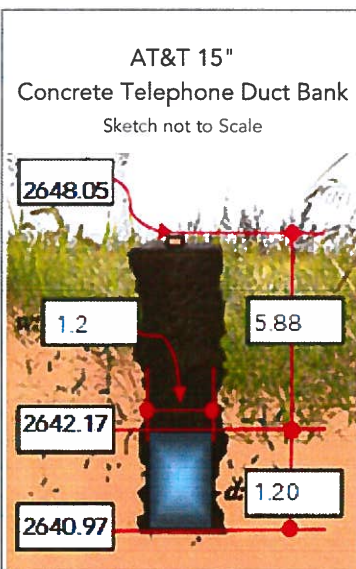 AT&T 15"
Concrete Telephone Duct Bank
Sketch not to Scale
2648.05
5.88
1.2
2642.17
d: 1.20
2640.97